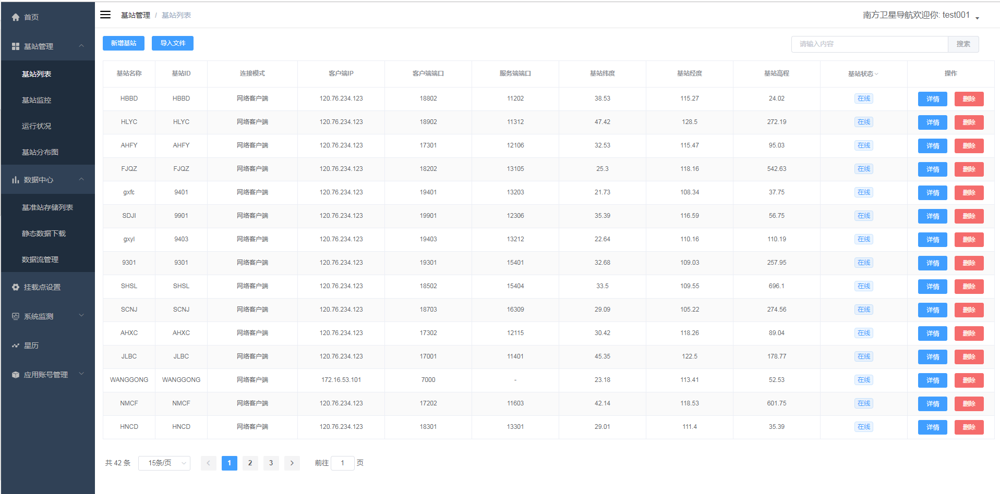 首页
基站管理
基站列表
基站监控
运行状况
基站分布图
数据中心
基准站存储列表
静态数据下载
数据流管理
挂载点设置
系统监测
星历
应用账号管理
基站管理 / 基站列表
南方卫星导航欢迎你: test001
新增基站 导入文件
请输入内容 搜索
基站名称 基站ID 连接模式 客户端IP 客户端端口 服务端端口 基站纬度 基站经度 基站高程 基站状态 操作
HBBD HBBD 网络客户端 120.76.234.123 18802 11202 38.53 115.27 24.02 在线 详情 删除
HLYC HLYC 网络客户端 120.76.234.123 18902 11312 47.42 128.5 272.19 在线 详情 删除
AHFY AHFY 网络客户端 120.76.234.123 17301 12106 32.53 115.47 95.03 在线 详情 删除
FJQZ FJQZ 网络客户端 120.76.234.123 18202 13105 25.3 118.16 542.63 在线 详情 删除
gxfc 9401 网络客户端 120.76.234.123 19401 13203 21.73 108.34 37.75 在线 详情 删除
SDJI 9901 网络客户端 120.76.234.123 19901 12306 35.39 116.59 56.75 在线 详情 删除
gxyl 9403 网络客户端 120.76.234.123 19403 13212 22.64 110.16 110.19 在线 详情 删除
9301 9301 网络客户端 120.76.234.123 19301 15401 32.68 109.03 257.95 在线 详情 删除
SHSL SHSL 网络客户端 120.76.234.123 18502 15404 33.5 109.55 696.1 在线 详情 删除
SCNJ SCNJ 网络客户端 120.76.234.123 18703 16309 29.09 105.22 274.56 在线 详情 删除
AHXC AHXC 网络客户端 120.76.234.123 17302 12115 30.42 118.26 89.04 在线 详情 删除
JLBC JLBC 网络客户端 120.76.234.123 17001 11401 45.35 122.5 178.77 在线 详情 删除
WANGGONG WANGGONG 网络客户端 172.16.53.101 7000 - 23.18 113.41 52.53 在线 详情 删除
NMCF NMCF 网络客户端 120.76.234.123 17202 11603 42.14 118.53 601.75 在线 详情 删除
HNCD HNCD 网络客户端 120.76.234.123 18301 13301 29.01 111.4 35.39 在线 详情 删除
共 42 条 15条/页 1 2 3 前往 1 页